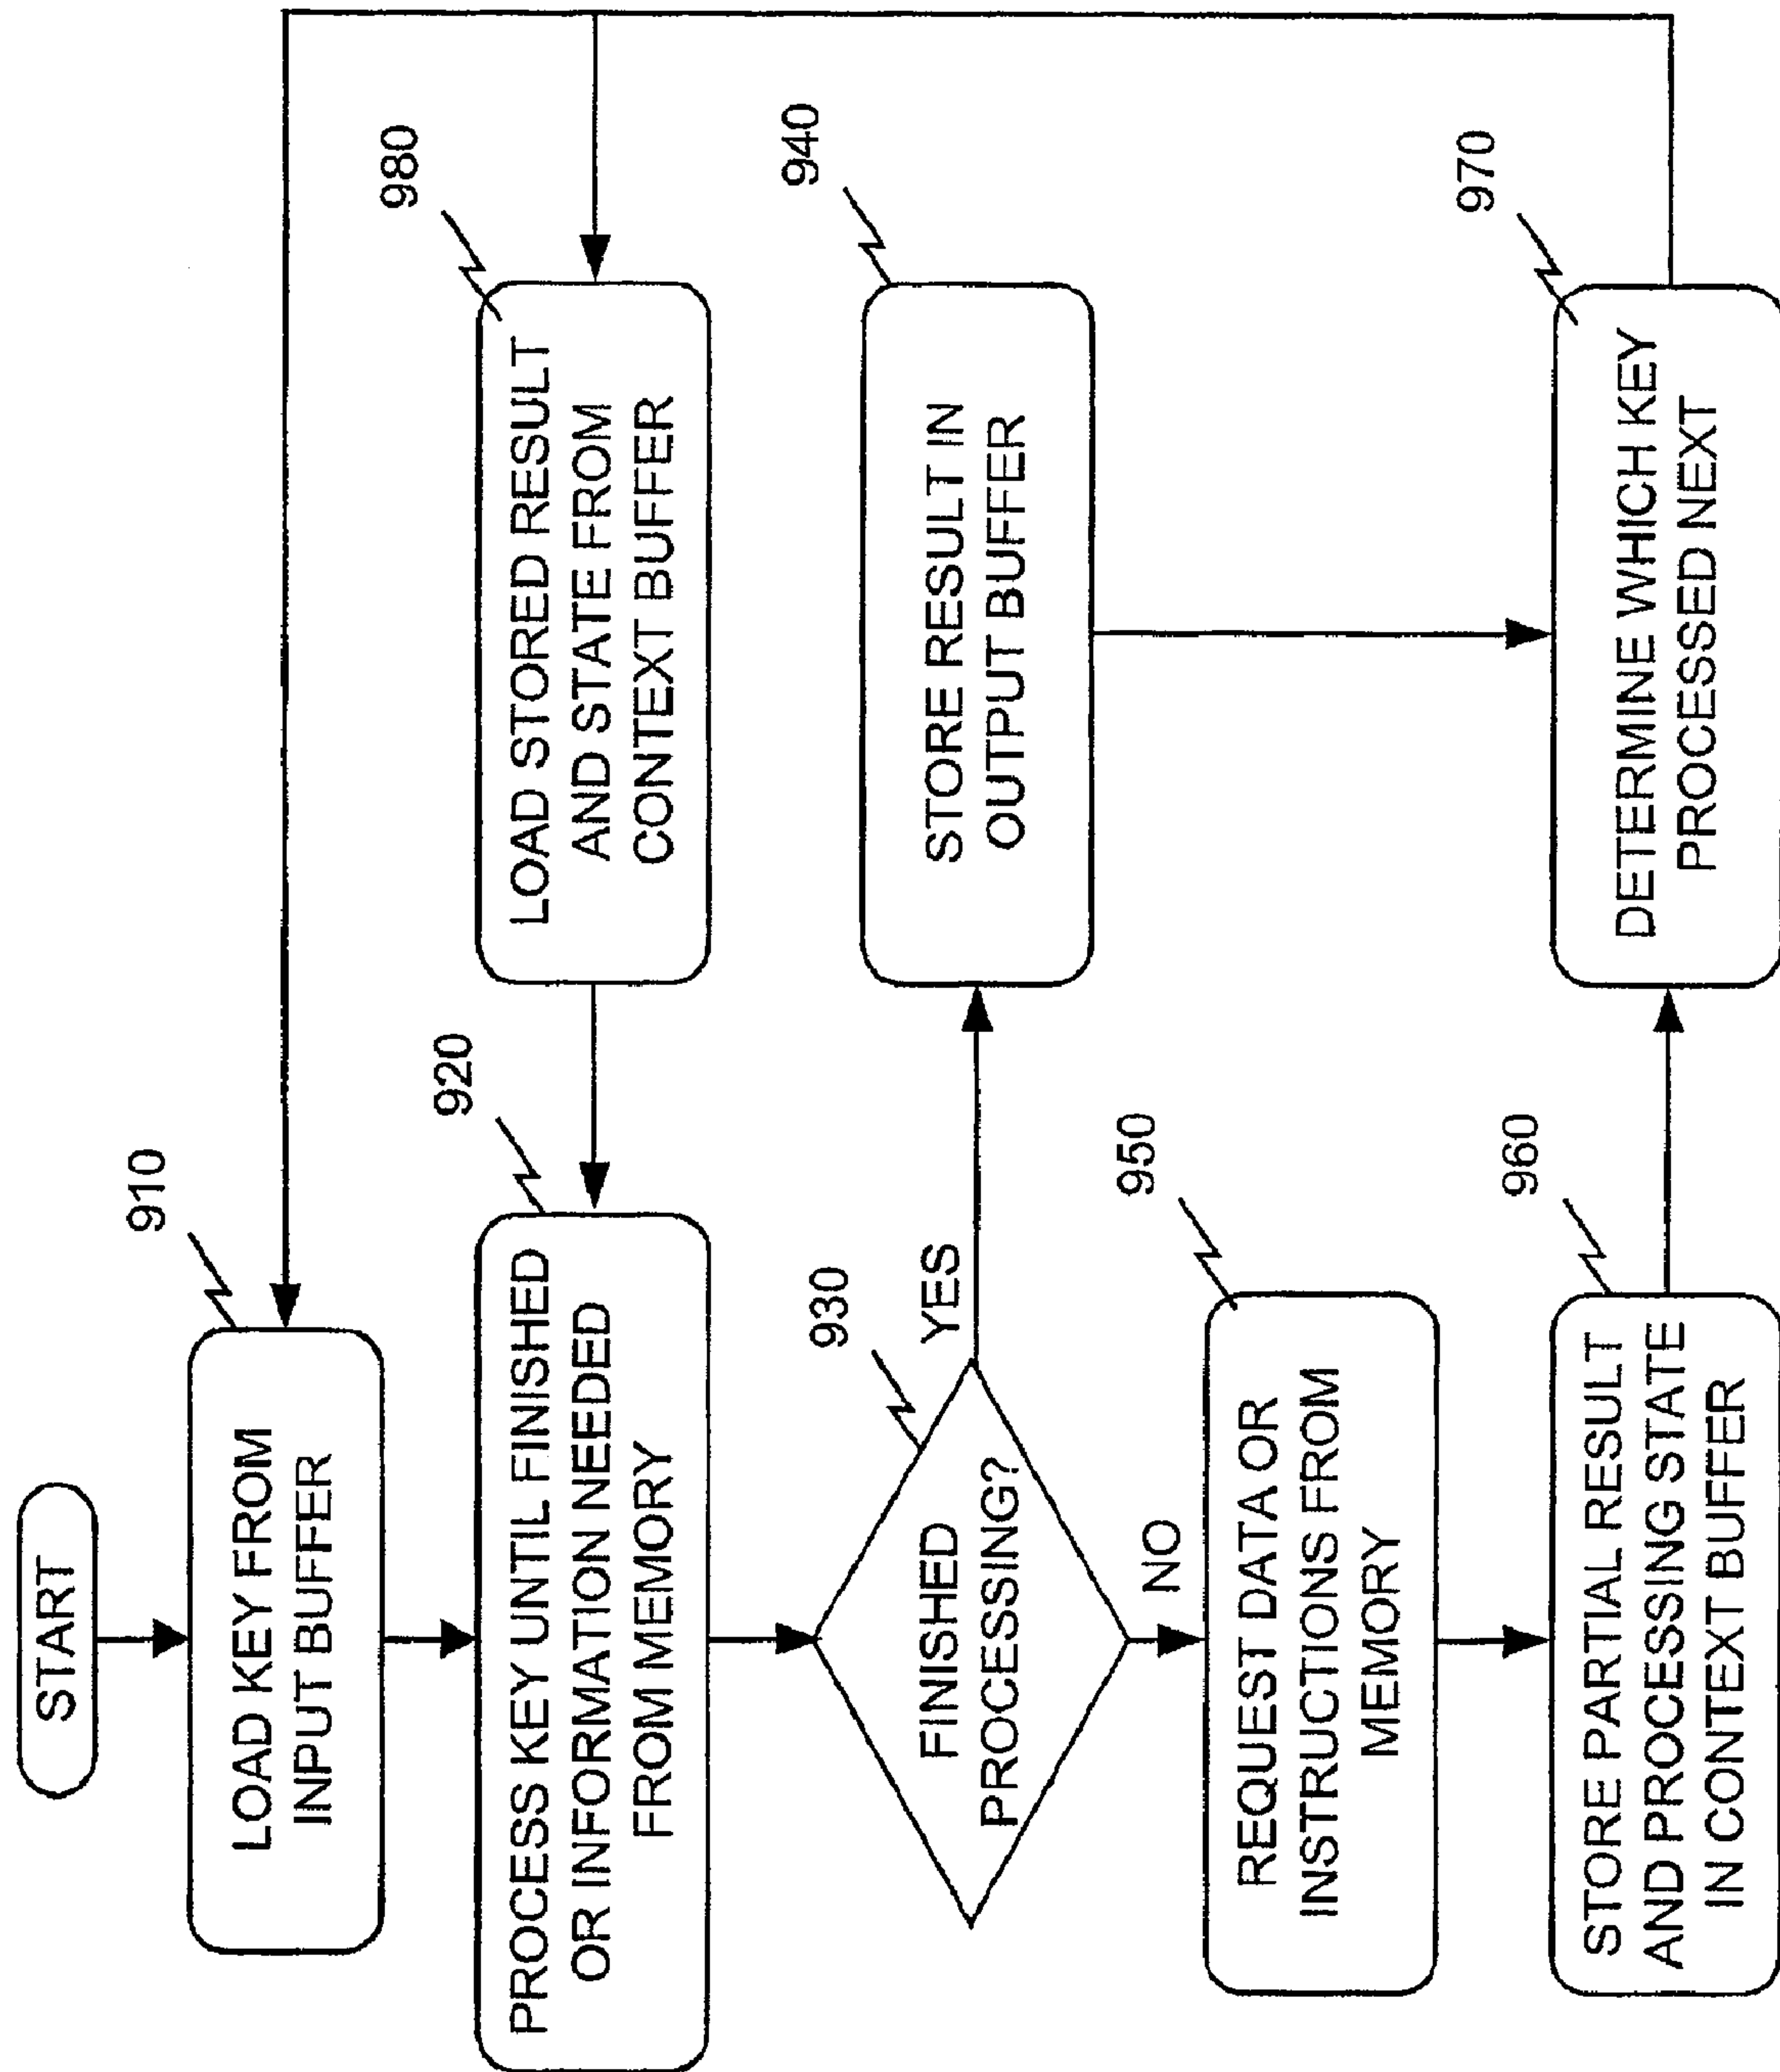 START
910
LOAD KEY FROM
INPUT BUFFER
920
PROCESS KEY UNTIL FINISHED
OR INFORMATION NEEDED
FROM MEMORY
980
LOAD STORED RESULT
AND STATE FROM
CONTEXT BUFFER
930
FINISHED
PROCESSING?
YES
NO
940
STORE RESULT IN
OUTPUT BUFFER
950
REQUEST DATA OR
INSTRUCTIONS FROM
MEMORY
960
STORE PARTIAL RESULT
AND PROCESSING STATE
IN CONTEXT BUFFER
970
DETERMINE WHICH KEY
PROCESSED NEXT